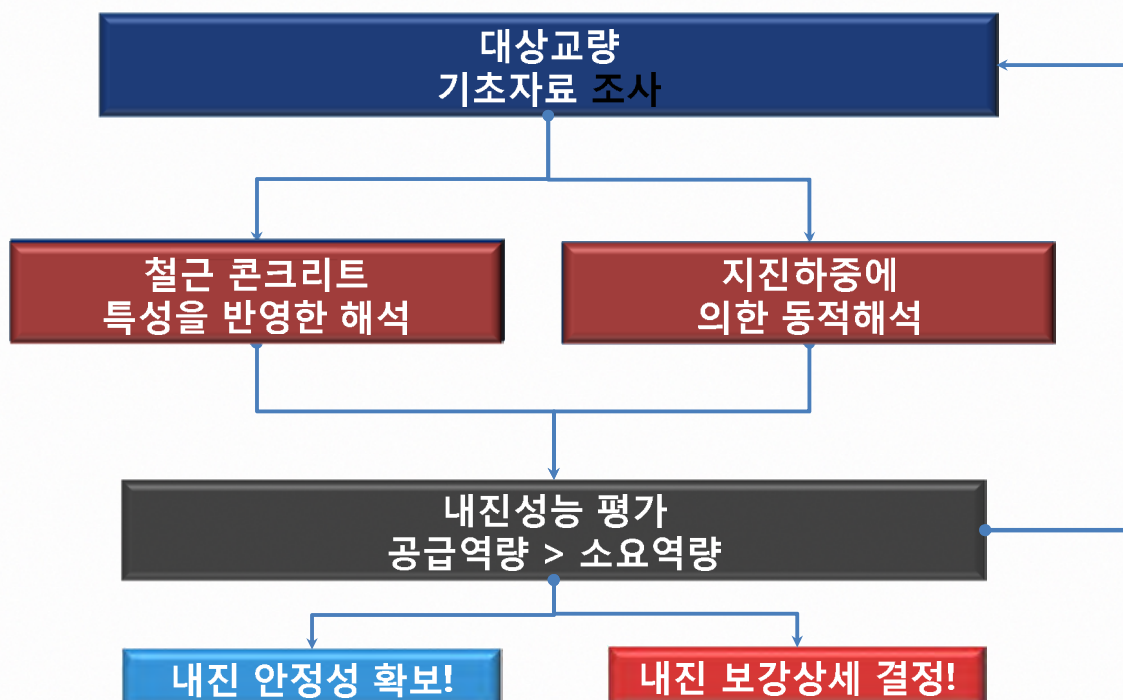 대상교량
기초자료 조사
철근 콘크리트
특성을 반영한 해석
지진하중에
의한 동적해석
내진성능 평가
공급역량 > 소요역량
내진 안정성 확보!
내진 보강상세 결정!